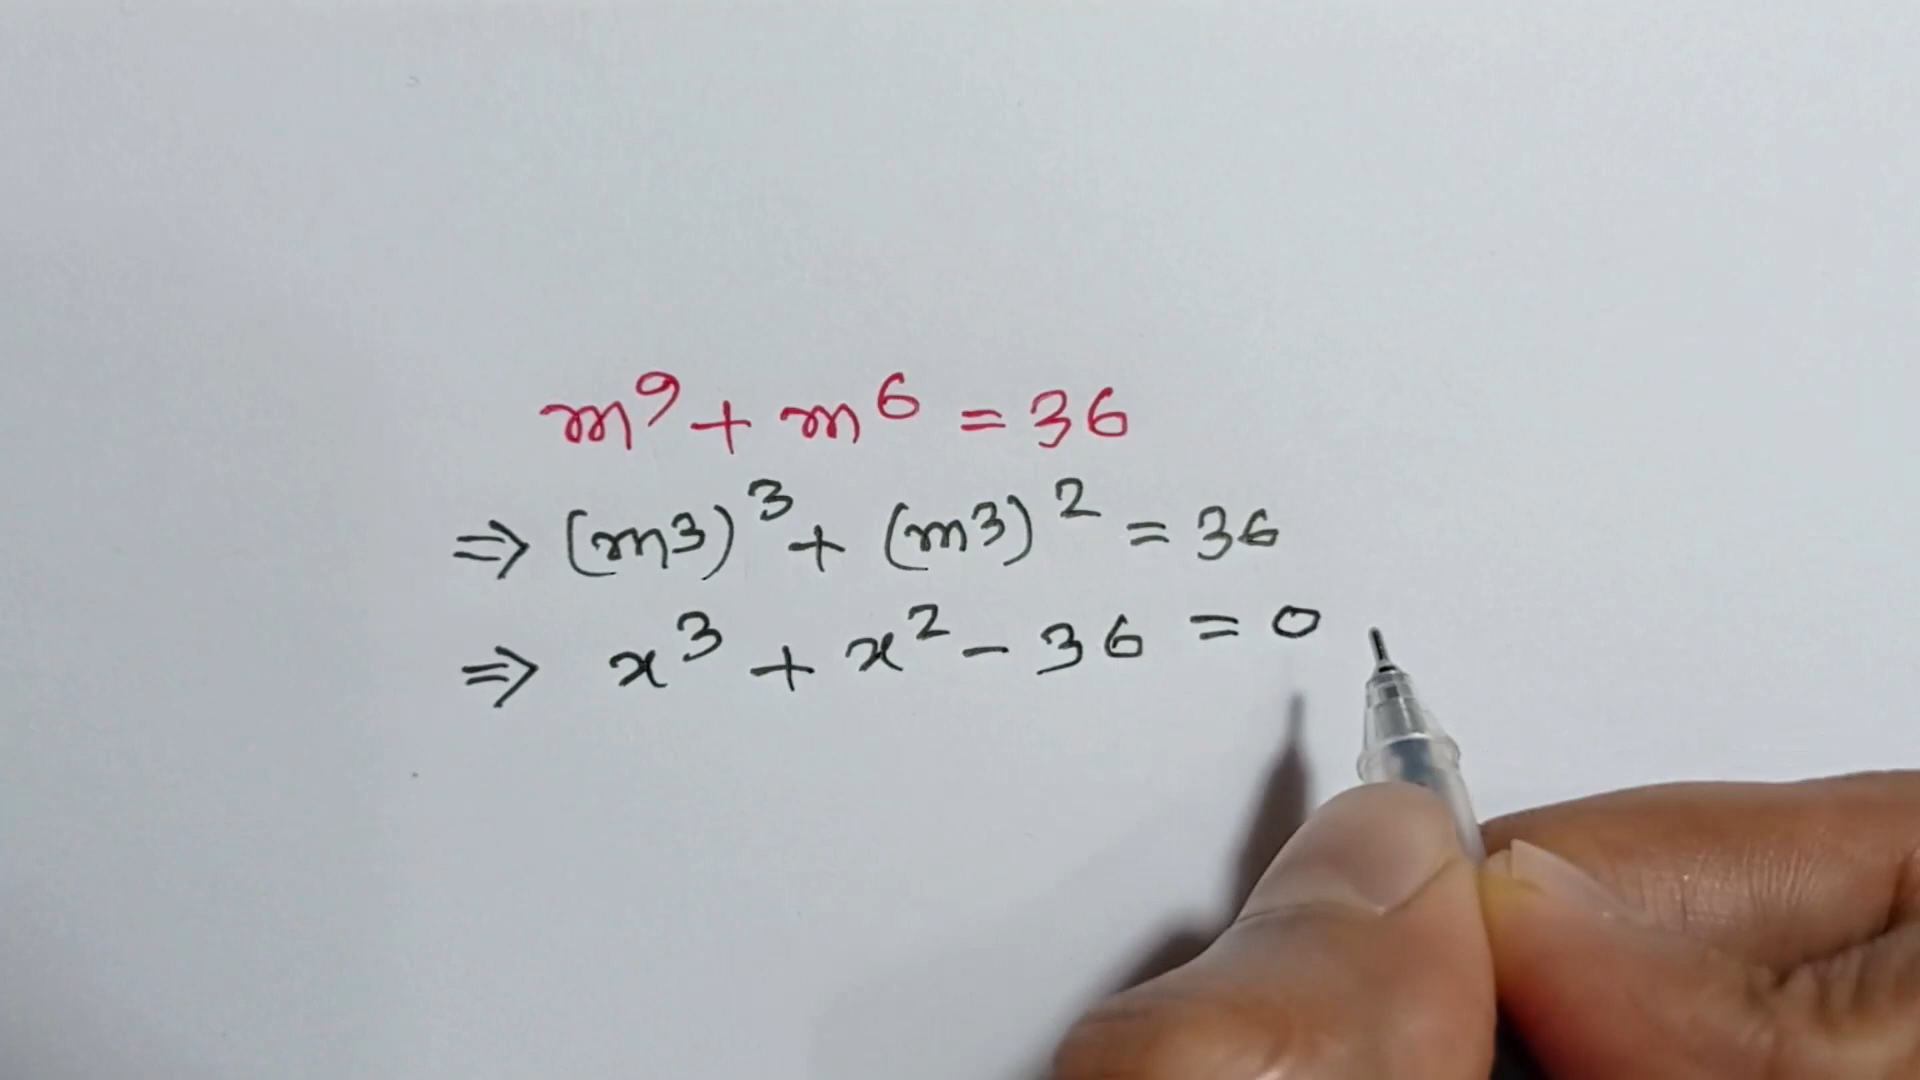 m⁹ + m⁶ = 36
⇒ (m3)³ + (m3)² = 36
⇒ x³ + x² - 36 = 0